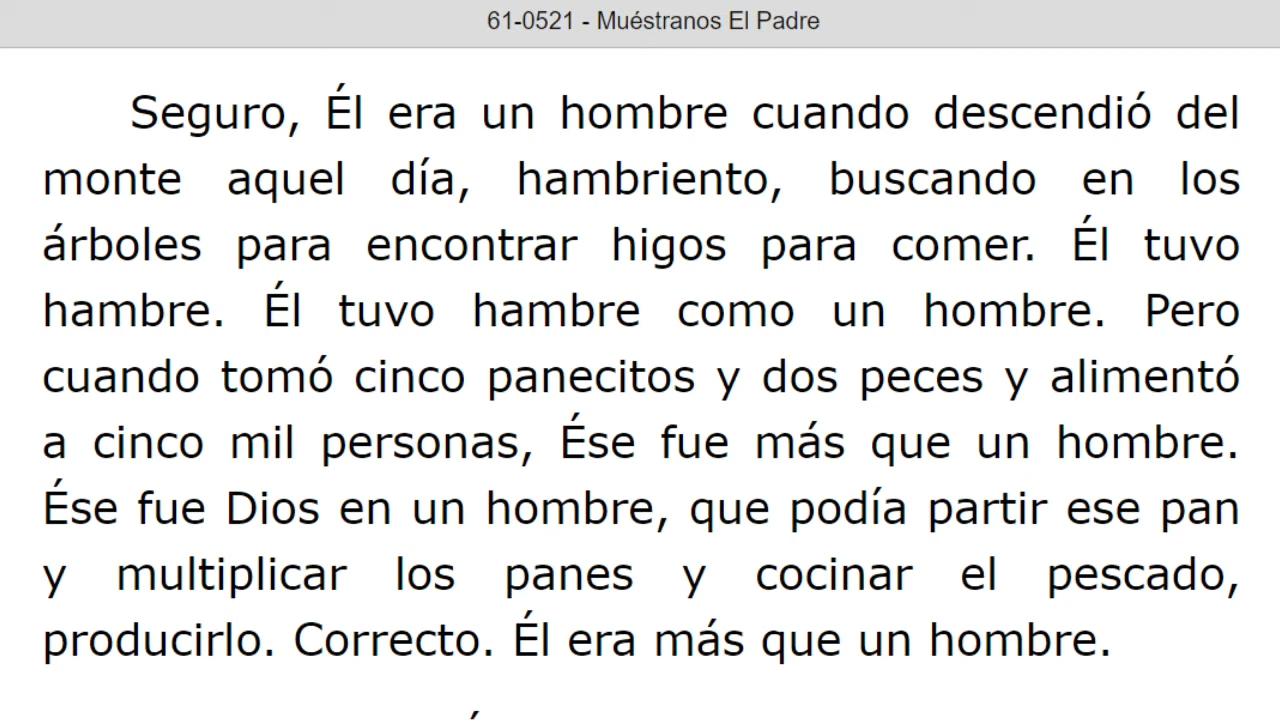 61-0521 - Muéstranos El Padre
Seguro, Él era un hombre cuando descendió del
monte aquel día, hambriento, buscando en los
árboles para encontrar higos para comer. Él tuvo
hambre. Él tuvo hambre como un hombre. Pero
cuando tomó cinco panecitos y dos peces y alimentó
a cinco mil personas, Ése fue más que un hombre.
Ése fue Dios en un hombre, que podía partir ese pan
y multiplicar los panes y cocinar el pescado,
producirlo. Correcto. Él era más que un hombre.